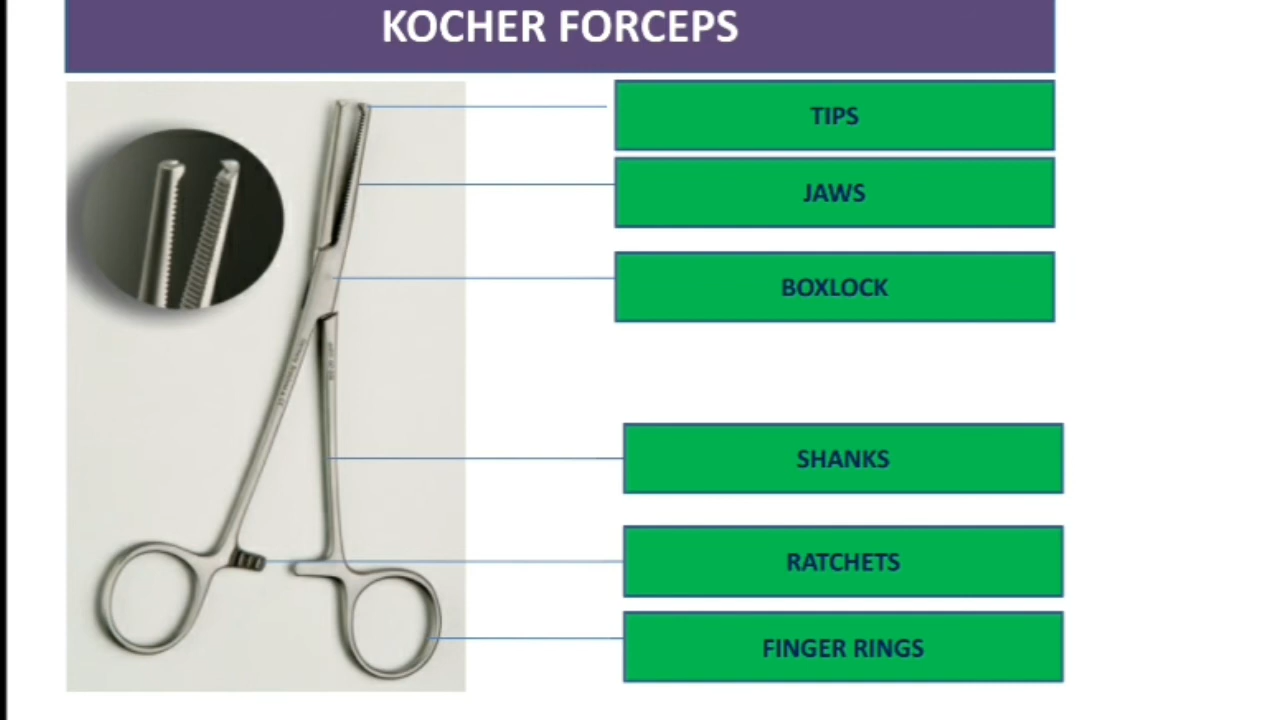 KOCHER FORCEPS
TIPS
JAWS
BOXLOCK
SHANKS
RATCHETS
FINGER RINGS